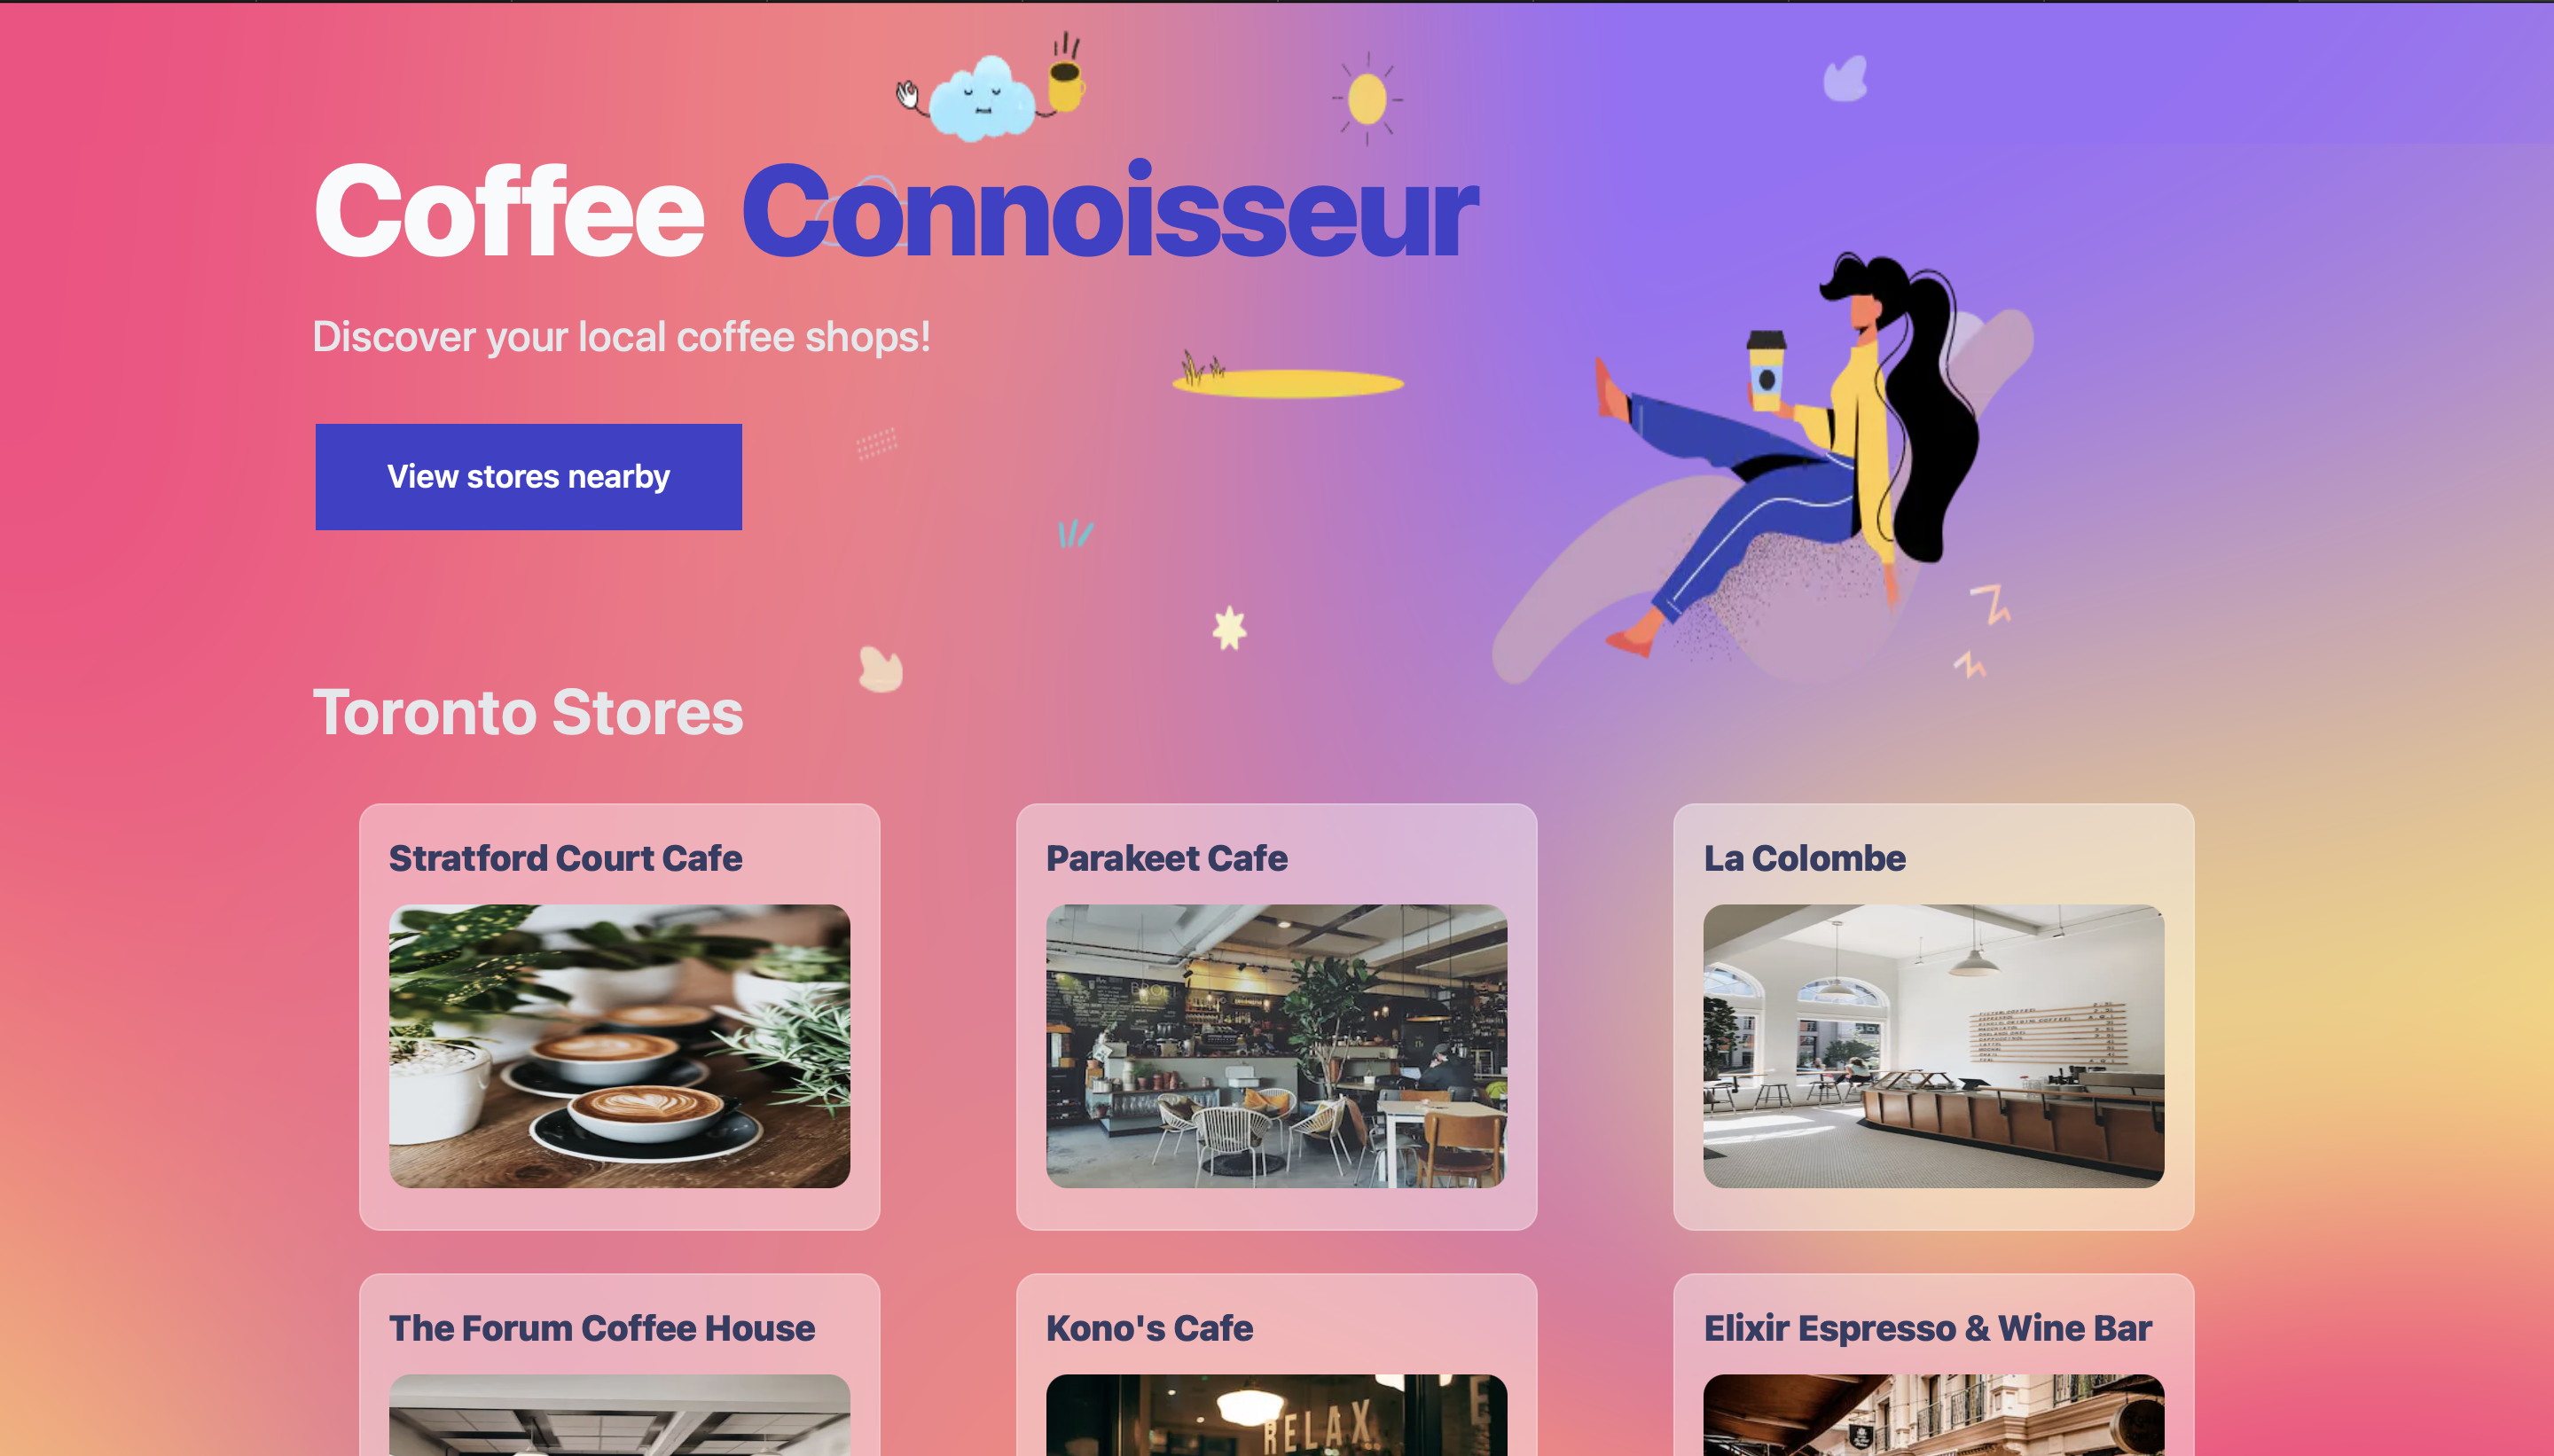 Coffee Connoisseur
Discover your local coffee shops!
View stores nearby
Toronto Stores
Stratford Court Cafe
Parakeet Cafe
La Colombe
The Forum Coffee House
Kono's Cafe
Elixir Espresso & Wine Bar
RELAX